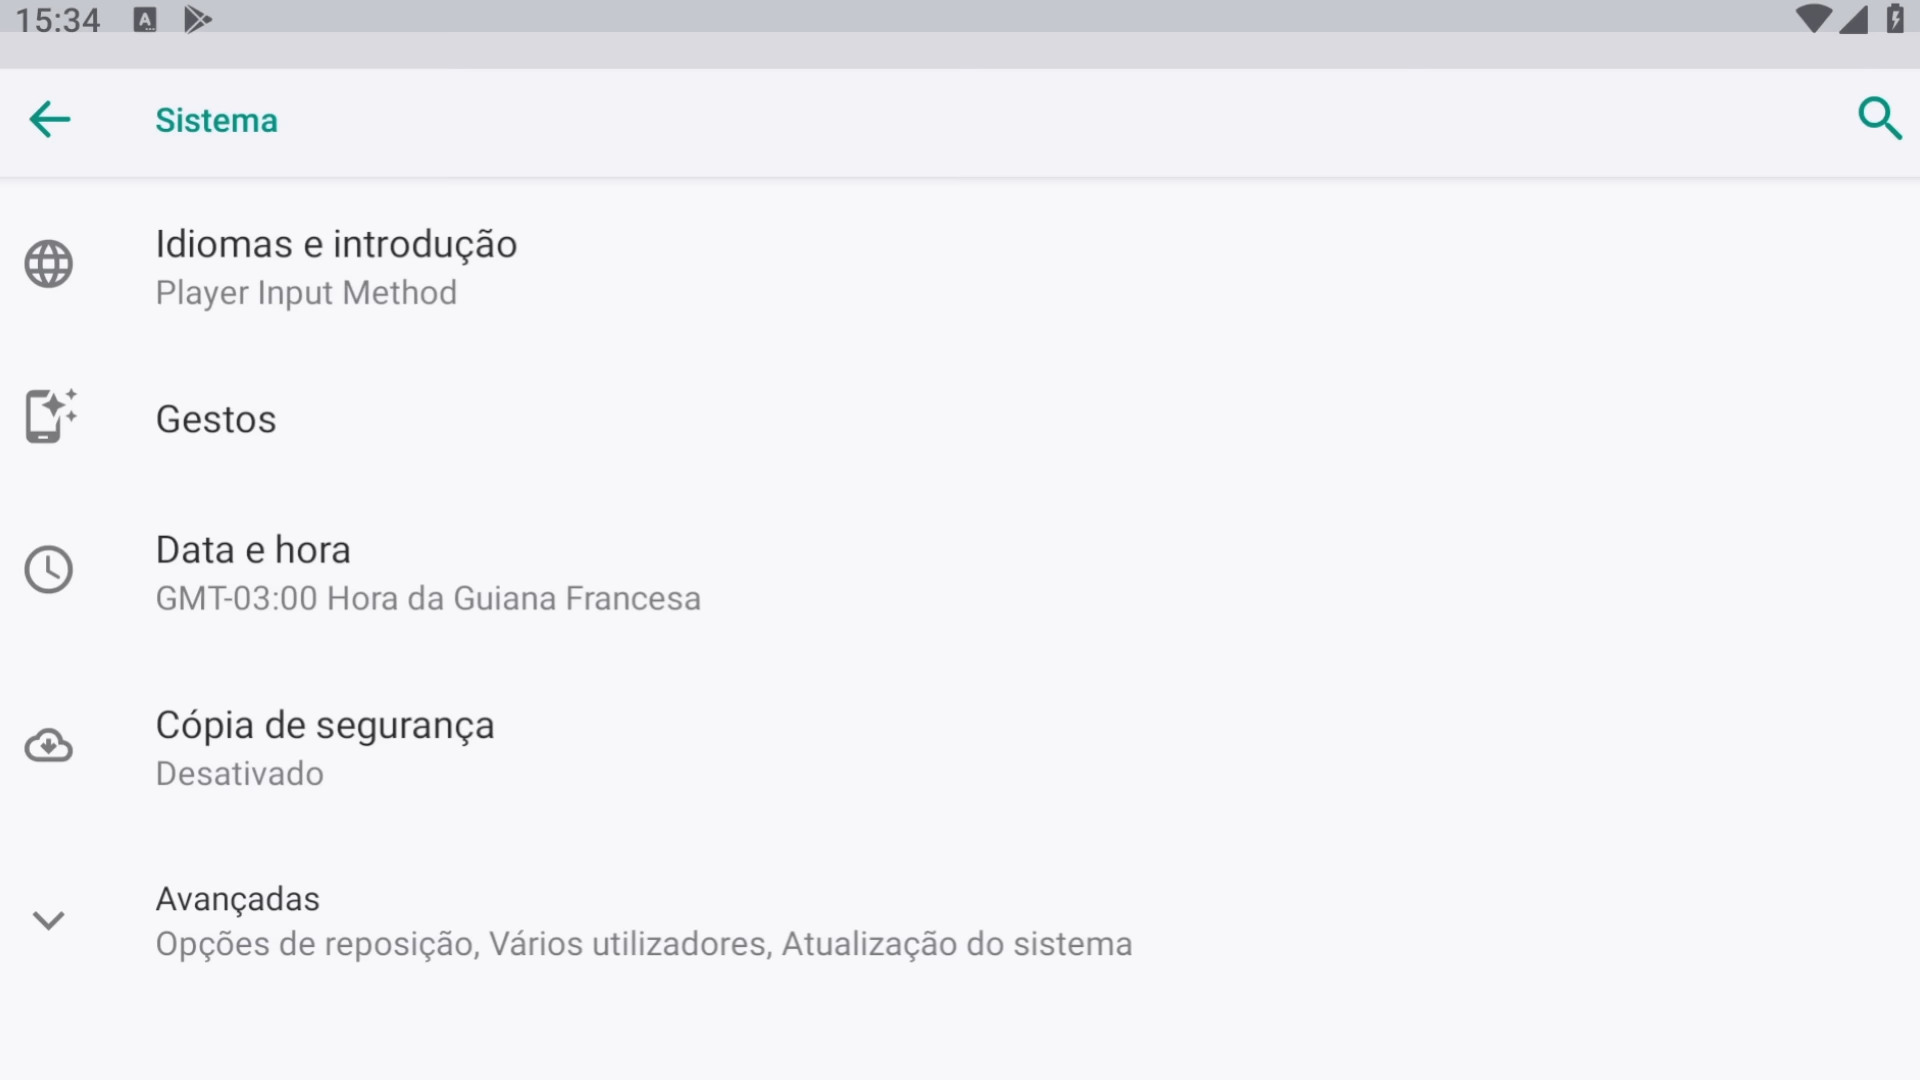 15:34
Sistema
Idiomas e introdução
Player Input Method
Gestos
Data e hora
GMT-03:00 Hora da Guiana Francesa
Cópia de segurança
Desativado
Avançadas
Opções de reposição, Vários utilizadores, Atualização do sistema